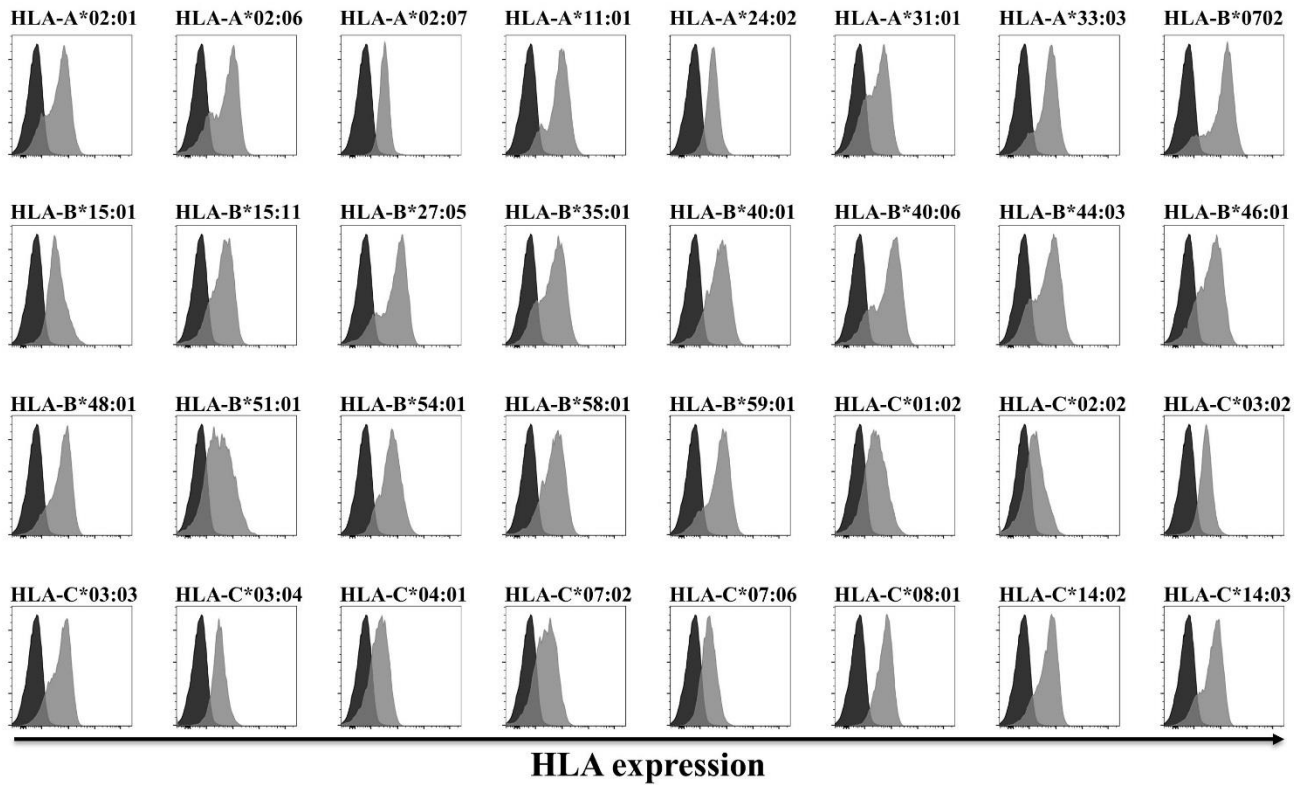 HLA-A*02:01 HLA-A*02:06 HLA-A*02:07 HLA-A*11:01 HLA-A*24:02 HLA-A*31:01 HLA-A*33:03 HLA-B*0702
HLA-B*15:01 HLA-B*15:11 HLA-B*27:05 HLA-B*35:01 HLA-B*40:01 HLA-B*40:06 HLA-B*44:03 HLA-B*46:01
HLA-B*48:01 HLA-B*51:01 HLA-B*54:01 HLA-B*58:01 HLA-B*59:01 HLA-C*01:02 HLA-C*02:02 HLA-C*03:02
HLA-C*03:03 HLA-C*03:04 HLA-C*04:01 HLA-C*07:02 HLA-C*07:06 HLA-C*08:01 HLA-C*14:02 HLA-C*14:03
HLA expression